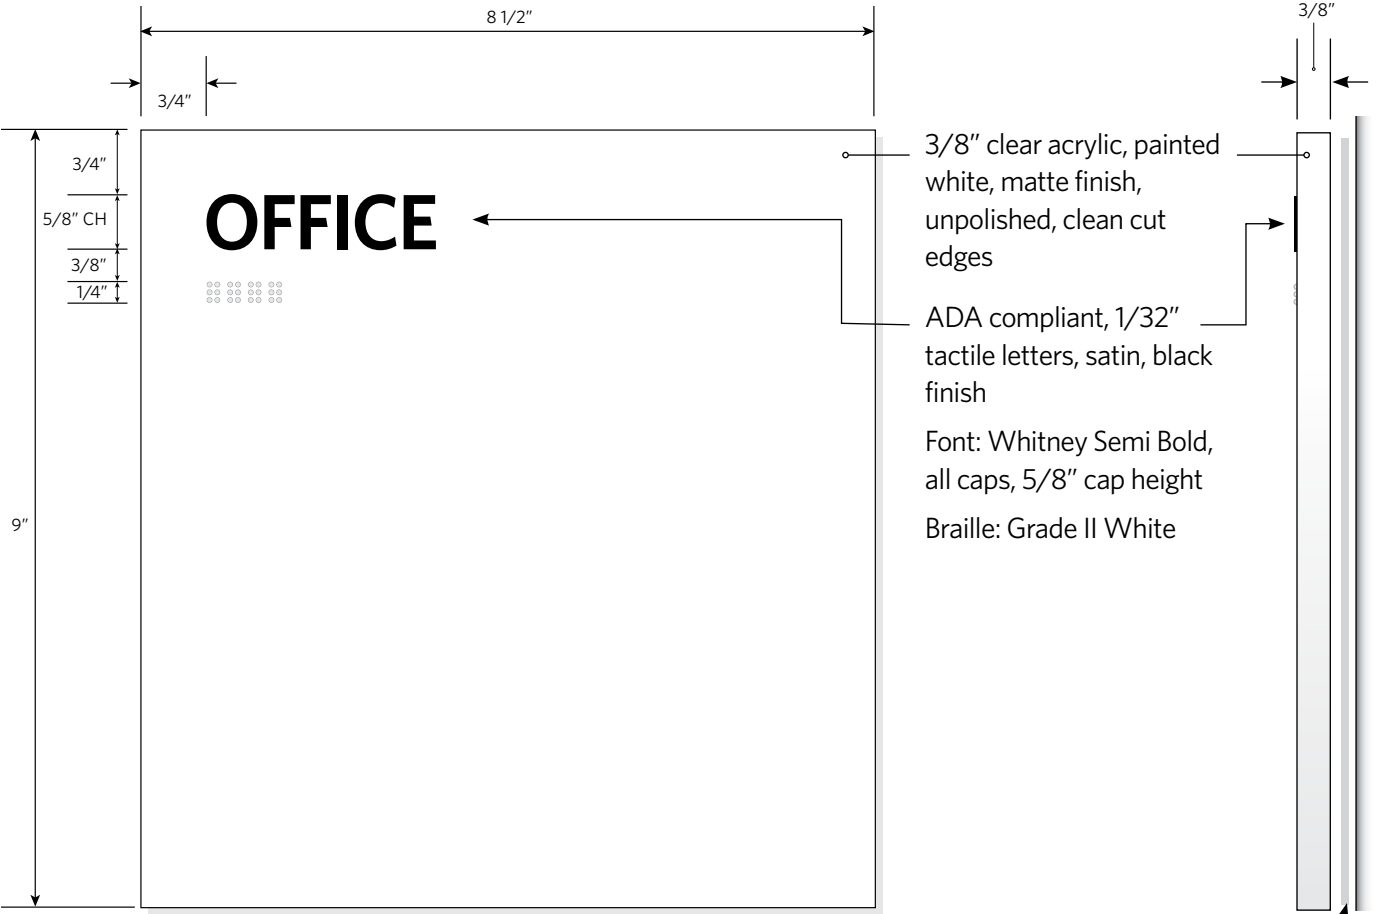 8 1/2”
3/8”
3/4”
3/4”
5/8” CH
3/8”
1/4”
9”
OFFICE
3/8” clear acrylic, painted
white, matte finish,
unpolished, clean cut
edges
ADA compliant, 1/32”
tactile letters, satin, black
finish
Font: Whitney Semi Bold,
all caps, 5/8” cap height
Braille: Grade II White